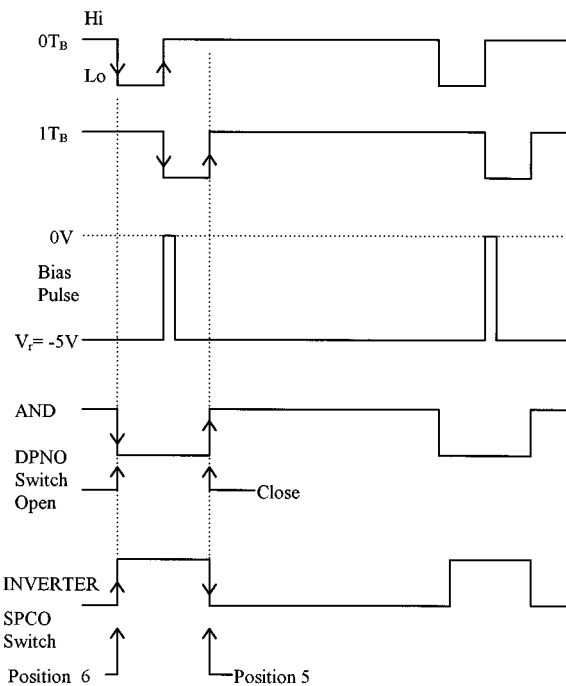 Hi
0T_B
Lo
1T_B
0V
Bias
Pulse
V_r= -5V
AND
DPNO
Switch
Open
Close
INVERTER
SPCO
Switch
Position 6
Position 5